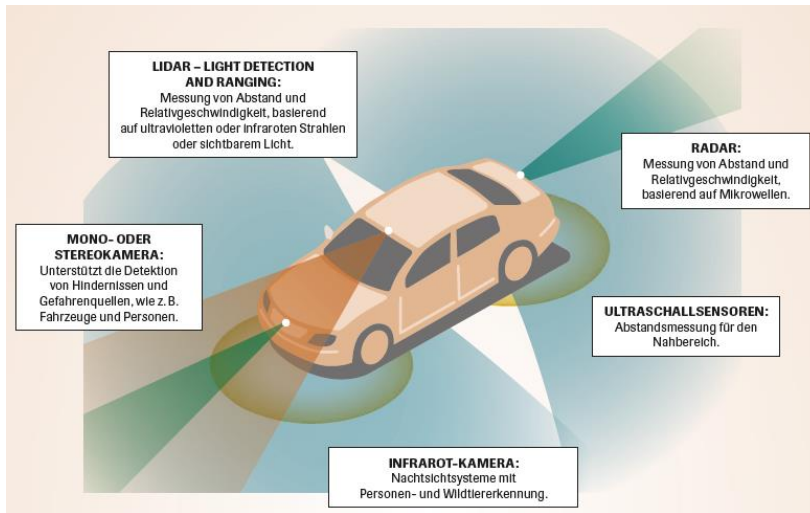 LIDAR – LIGHT DETECTION
AND RANGING:
Messung von Abstand und
Relativgeschwindigkeit, basierend
auf ultravioletten oder infraroten Strahlen
oder sichtbarem Licht.
RADAR:
Messung von Abstand und
Relativgeschwindigkeit,
basierend auf Mikrowellen.
MONO- ODER
STEREOKAMERA:
Unterstützt die Detektion
von Hindernissen und
Gefahrenquellen, wie z. B.
Fahrzeuge und Personen.
ULTRASCHALLSENSOREN:
Abstandsmessung für den
Nahbereich.
INFRAROT-KAMERA:
Nachtsichtsysteme mit
Personen- und Wildtiererkennung.